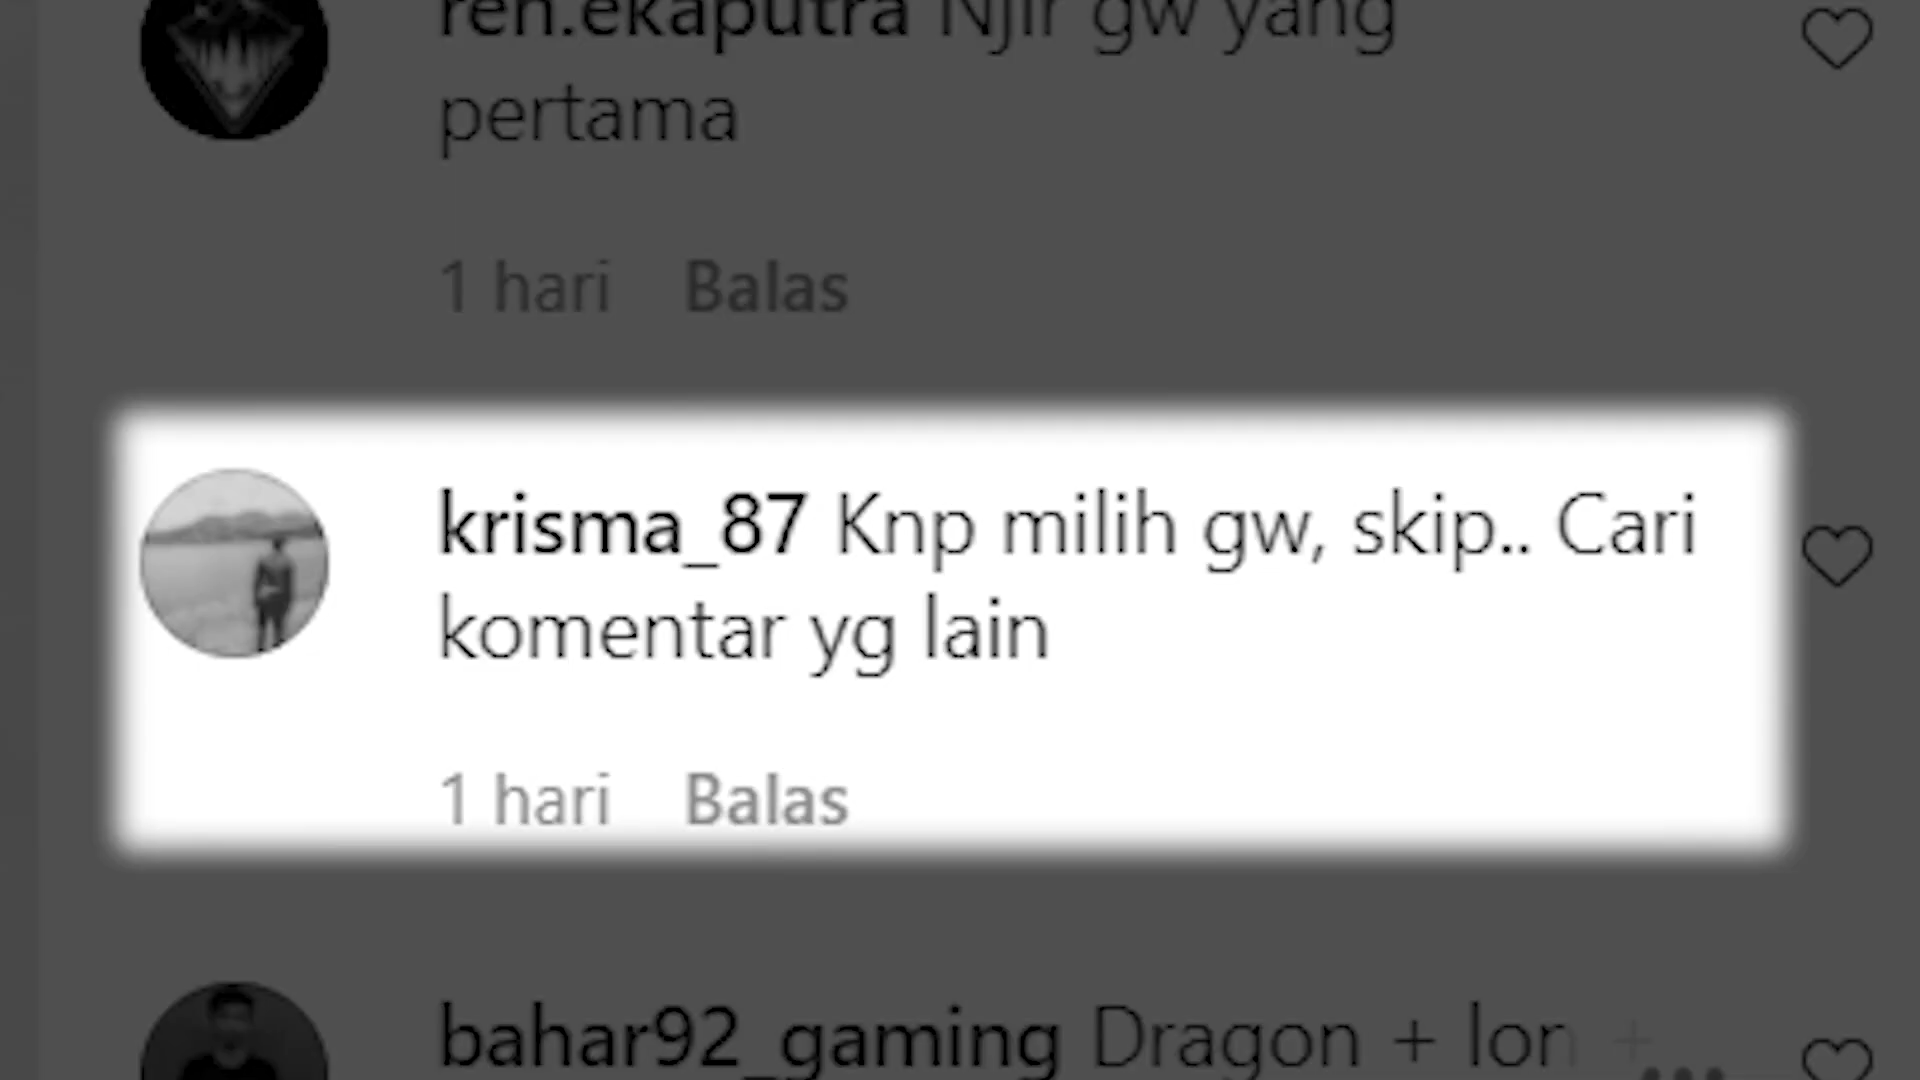 ren.ekaputra Njir gw yang
pertama
1 hari Balas
krisma_87 Knp milih gw, skip.. Cari
komentar yg lain
1 hari Balas
bahar92_gaming Dragon +